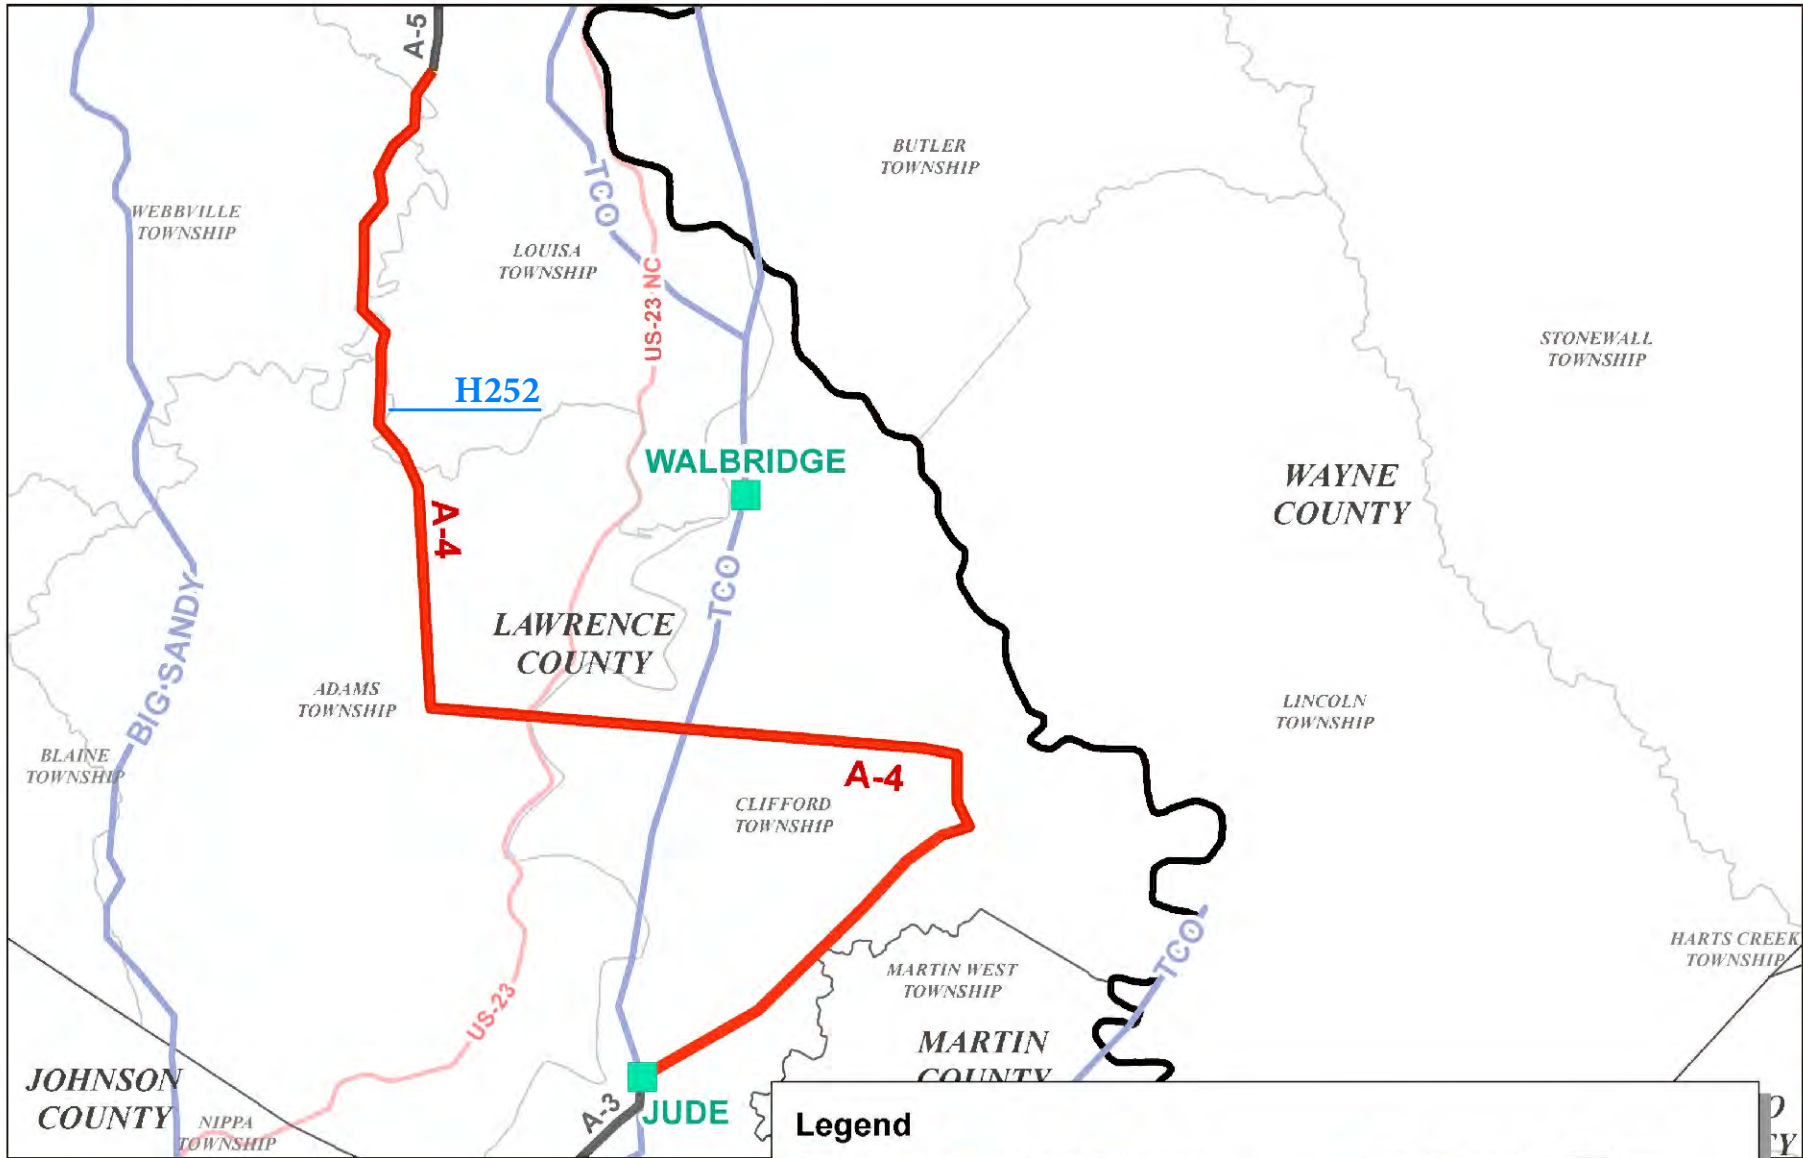 A-5
BUTLER
TOWNSHIP
TCO
WEBBVILLE
TOWNSHIP
LOUISA
TOWNSHIP
US-23 NC
STONEWALL
TOWNSHIP
H252
WALBRIDGE
WAYNE
COUNTY
A-4
TCO
BIG SANDY
LAWRENCE
COUNTY
ADAMS
TOWNSHIP
LINCOLN
TOWNSHIP
BLAINE
TOWNSHIP
A-4
CLIFFORD
TOWNSHIP
HARTS CREEK
TOWNSHIP
TCO
MARTIN WEST
TOWNSHIP
US-23
MARTIN
COUNTY
JOHNSON
COUNTY
A-3
JUDE
NIPPA
TOWNSHIP
Legend